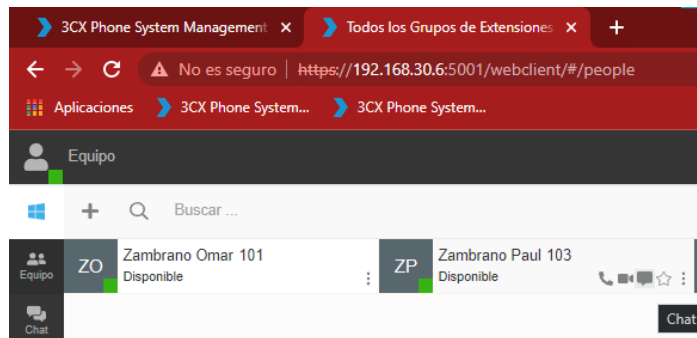 3CX Phone System Management
Todos los Grupos de Extensiones
No es seguro | https://192.168.30.6:5001/webclient/#/people
Aplicaciones 3CX Phone System... 3CX Phone System...
Equipo
Buscar ...
Equipo
ZO
Zambrano Omar 101
Disponible
ZP
Zambrano Paul 103
Disponible
Chat
Chat